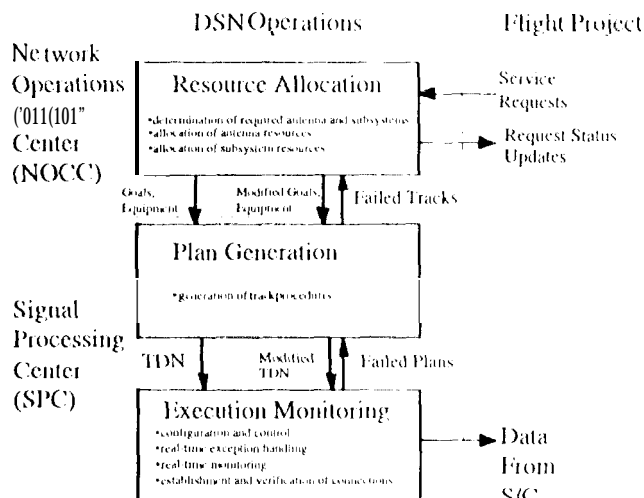 DSN Operations
Flight Project
Network
Operations
('011(101"
Center
(NOCC)
Resource Allocation
•determination of required antenna and subsystems
•allocation of antenna resources
•allocation of subsystem resources
Service
Requests
Request Status
Updates
Goals,
Equipment
Modified Goals,
Equipment
Failed Tracks
Plan Generation
•generation of track procedures
Signal
Processing
Center
(SPC)
TDN
Modified
TDN
Failed Plans
Execution Monitoring
•configuration and control
•real-time exception handling
•real-time monitoring
•establishment and verification of connections
Data
From
S/C